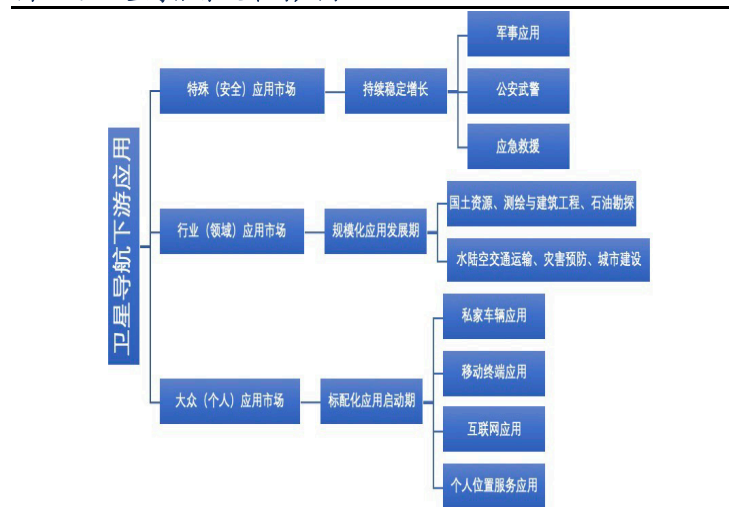 卫星导航下游应用
特殊（安全）应用市场
持续稳定增长
军事应用
公安武警
应急救援
行业（领域）应用市场
规模化应用发展期
国土资源、测绘与建筑工程、石油勘探
水陆空交通运输、灾害预防、城市建设
大众（个人）应用市场
标配化应用启动期
私家车辆应用
移动终端应用
互联网应用
个人位置服务应用